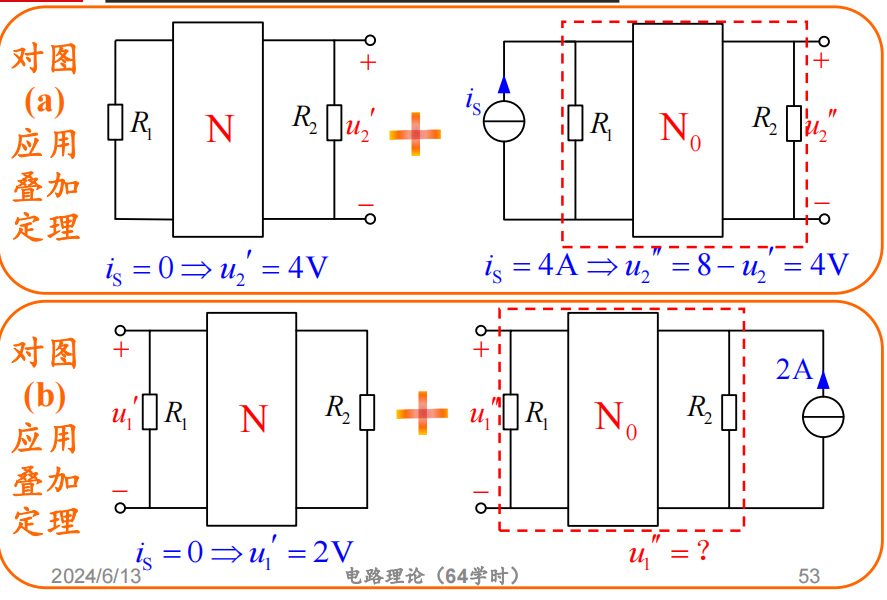 对图
(a)
应用
叠加
定理
R₁
N
R₂
+
u₂′
−
iₛ
R₁
N₀
R₂
+
u₂″
−
iₛ = 0 ⇒ u₂′ = 4V
iₛ = 4A ⇒ u₂″ = 8 − u₂′ = 4V
对图
(b)
应用
叠加
定理
+
u₁′
−
R₁
N
R₂
+
u₁″
−
R₁
N₀
R₂
2A
iₛ = 0 ⇒ u₁′ = 2V
u₁″ = ?
2024/6/13
电路理论（64学时）
53